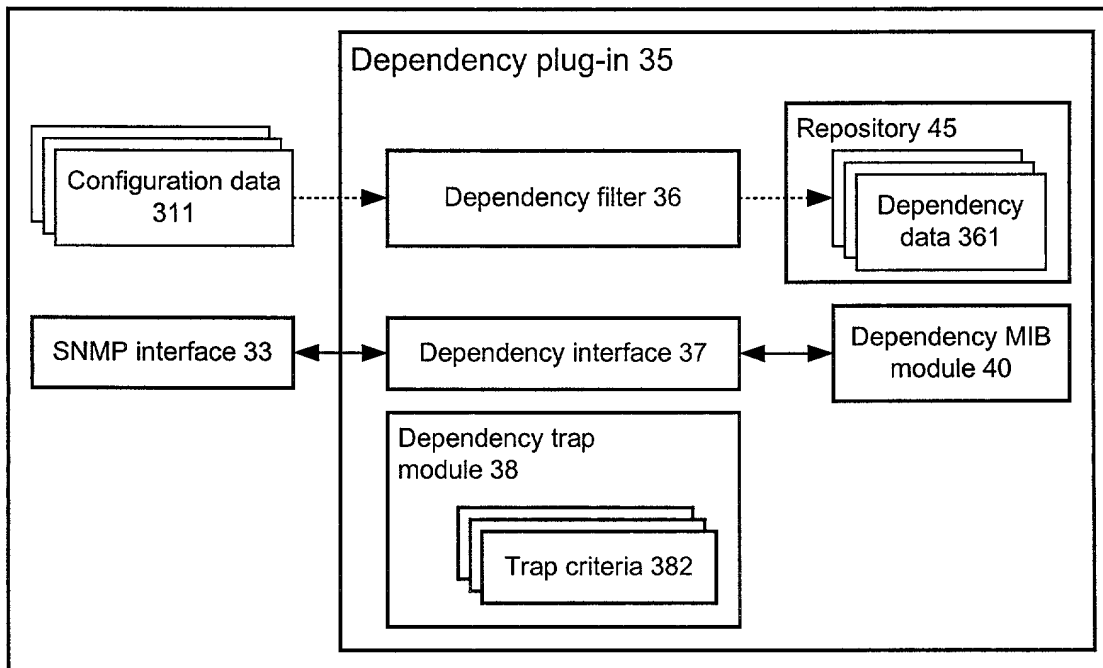 Dependency plug-in 35
Configuration data
311
Dependency filter 36
Repository 45
Dependency
data 361
SNMP interface 33
Dependency interface 37
Dependency MIB
module 40
Dependency trap
module 38
Trap criteria 382